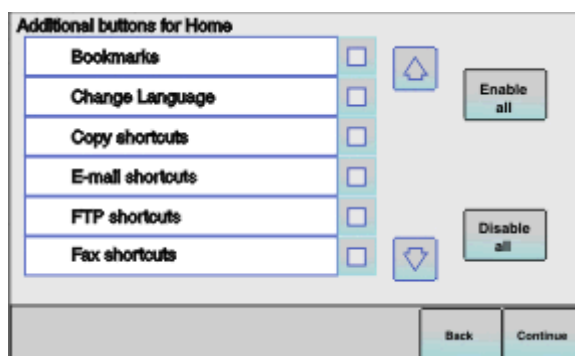 Additional buttons for Home
Bookmarks
Change Language
Copy shortcuts
E-mail shortcuts
FTP shortcuts
Fax shortcuts
Enable
all
Disable
all
Back
Continue